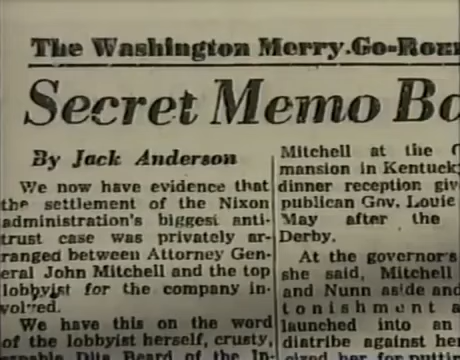 The Washington Merry-Go-Roun
Secret Memo Ba
By Jack Anderson
We now have evidence that
the settlement of the Nixon
administration's biggest anti-
trust case was privately ar-
ranged between Attorney Gen-
eral John Mitchell and the top
lobbyist for the company in-
volved.
We have this on the word
of the lobbyist herself, crusty,
capable Dita Beard of the In-
Mitchell at the
mansion in Kentucky
dinner reception giv
publican Gov. Louie
May after the
Derby.
At the governor's
she said, Mitchell
and Nunn aside and
tonishment a
launched into an
diatribe against her